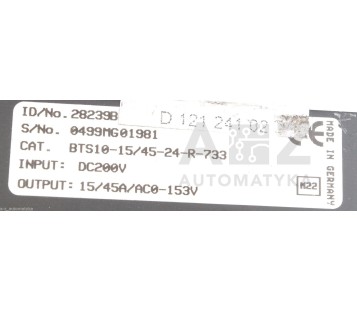 ID/No. 28239B
D 121 241 02
S/No. 0499MG01981
CAT. BTS10-15/45-24-R-733
INPUT: DC200V
OUTPUT: 15/45A/AC0-153V
MADE IN GERMANY
CE
M22
AUTOMATYKA